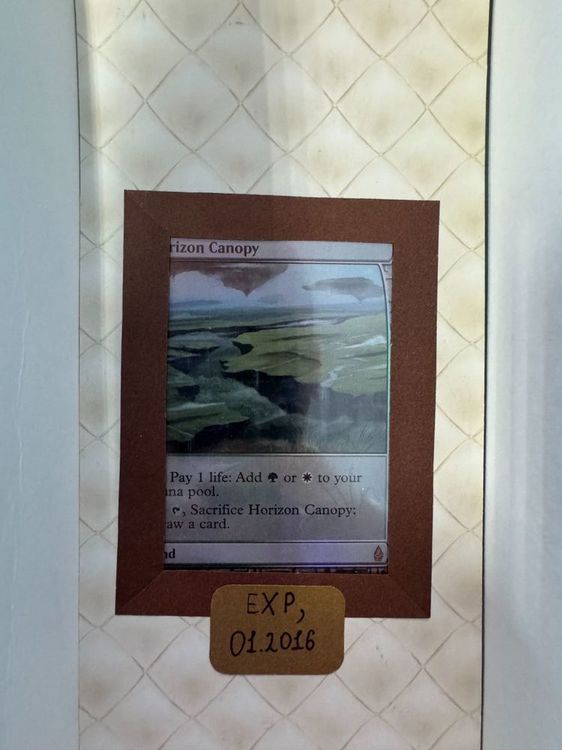 rizon Canopy
Pay 1 life: Add or to your
na pool.
, Sacrifice Horizon Canopy:
aw a card.
nd
EXP,
01.2016